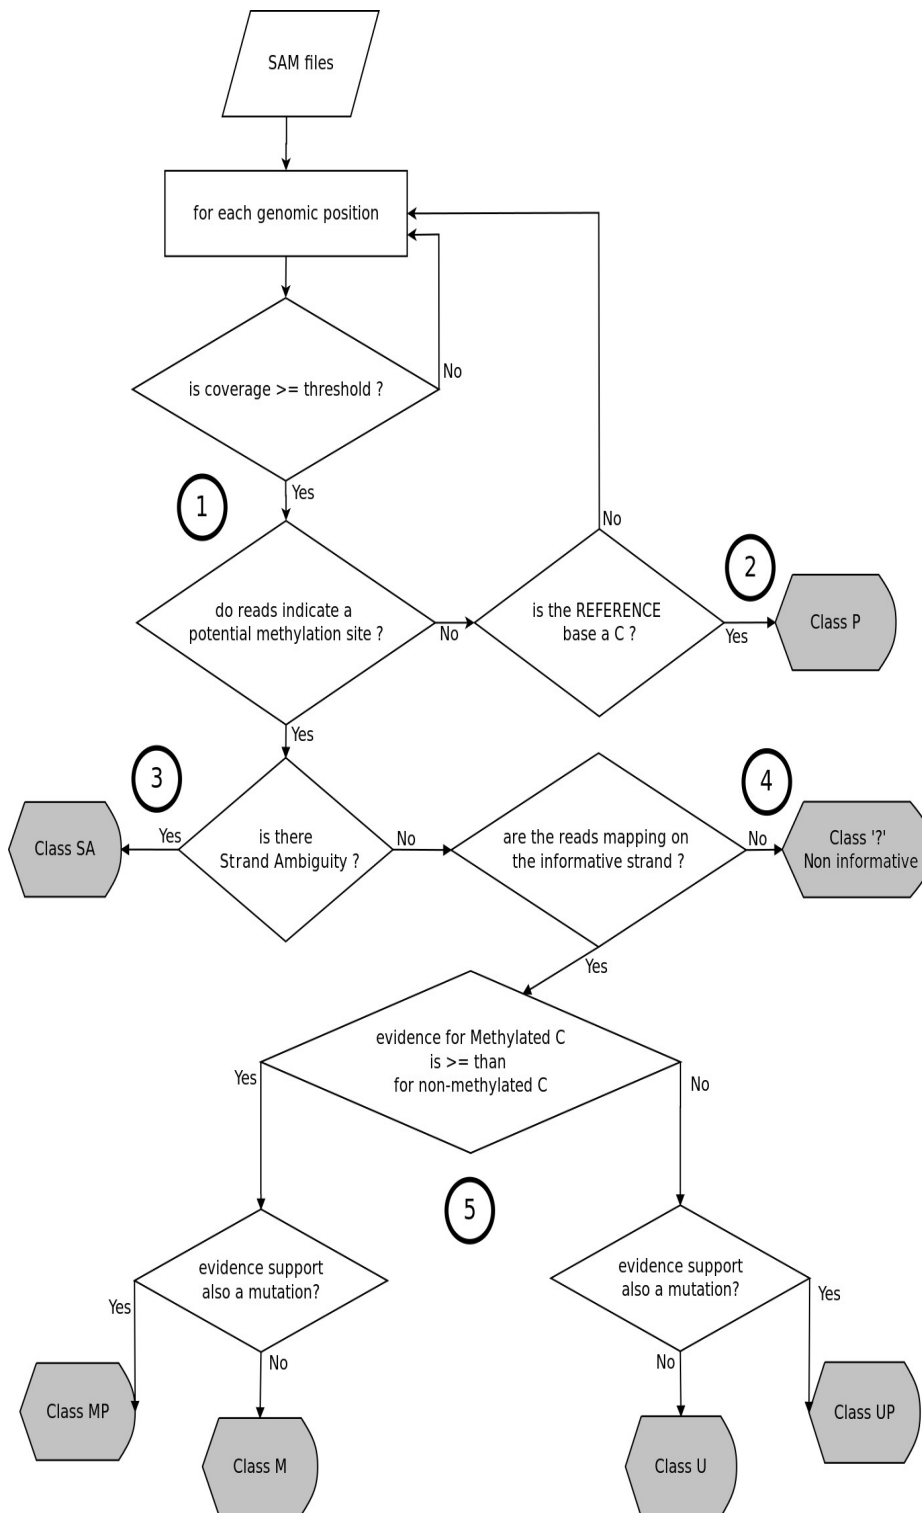 SAM files
for each genomic position
is coverage >= threshold ?
No
Yes
1
do reads indicate a
potential methylation site ?
No
is the REFERENCE
base a C ?
No
Yes
2
Class P
Yes
3
is there
Strand Ambiguity ?
Yes
Class SA
No
are the reads mapping on
the informative strand ?
4
No
Class '?'
Non informative
Yes
evidence for Methylated C
is >= than
for non-methylated C
Yes
No
5
evidence support
also a mutation?
Yes
No
Class MP
Class M
evidence support
also a mutation?
Yes
No
Class U
Class UP